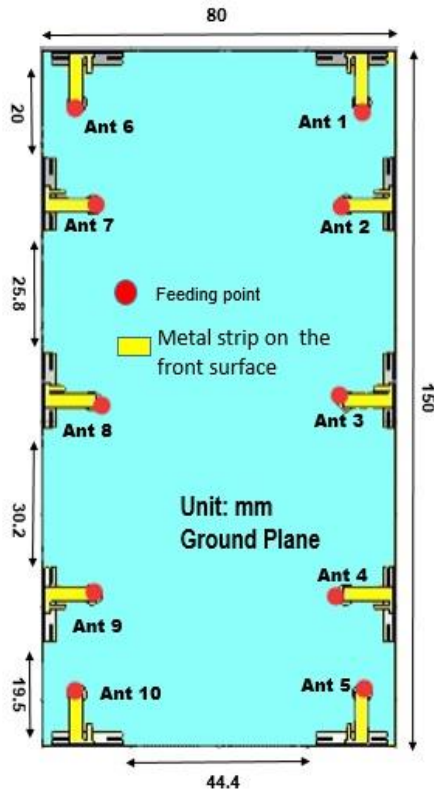 80
20
Ant 6
Ant 1
Ant 7
Ant 2
25.8
Feeding point
Metal strip on the
front surface
150
Ant 8
Ant 3
30.2
Unit: mm
Ground Plane
Ant 4
Ant 9
19.5
Ant 10
Ant 5
44.4